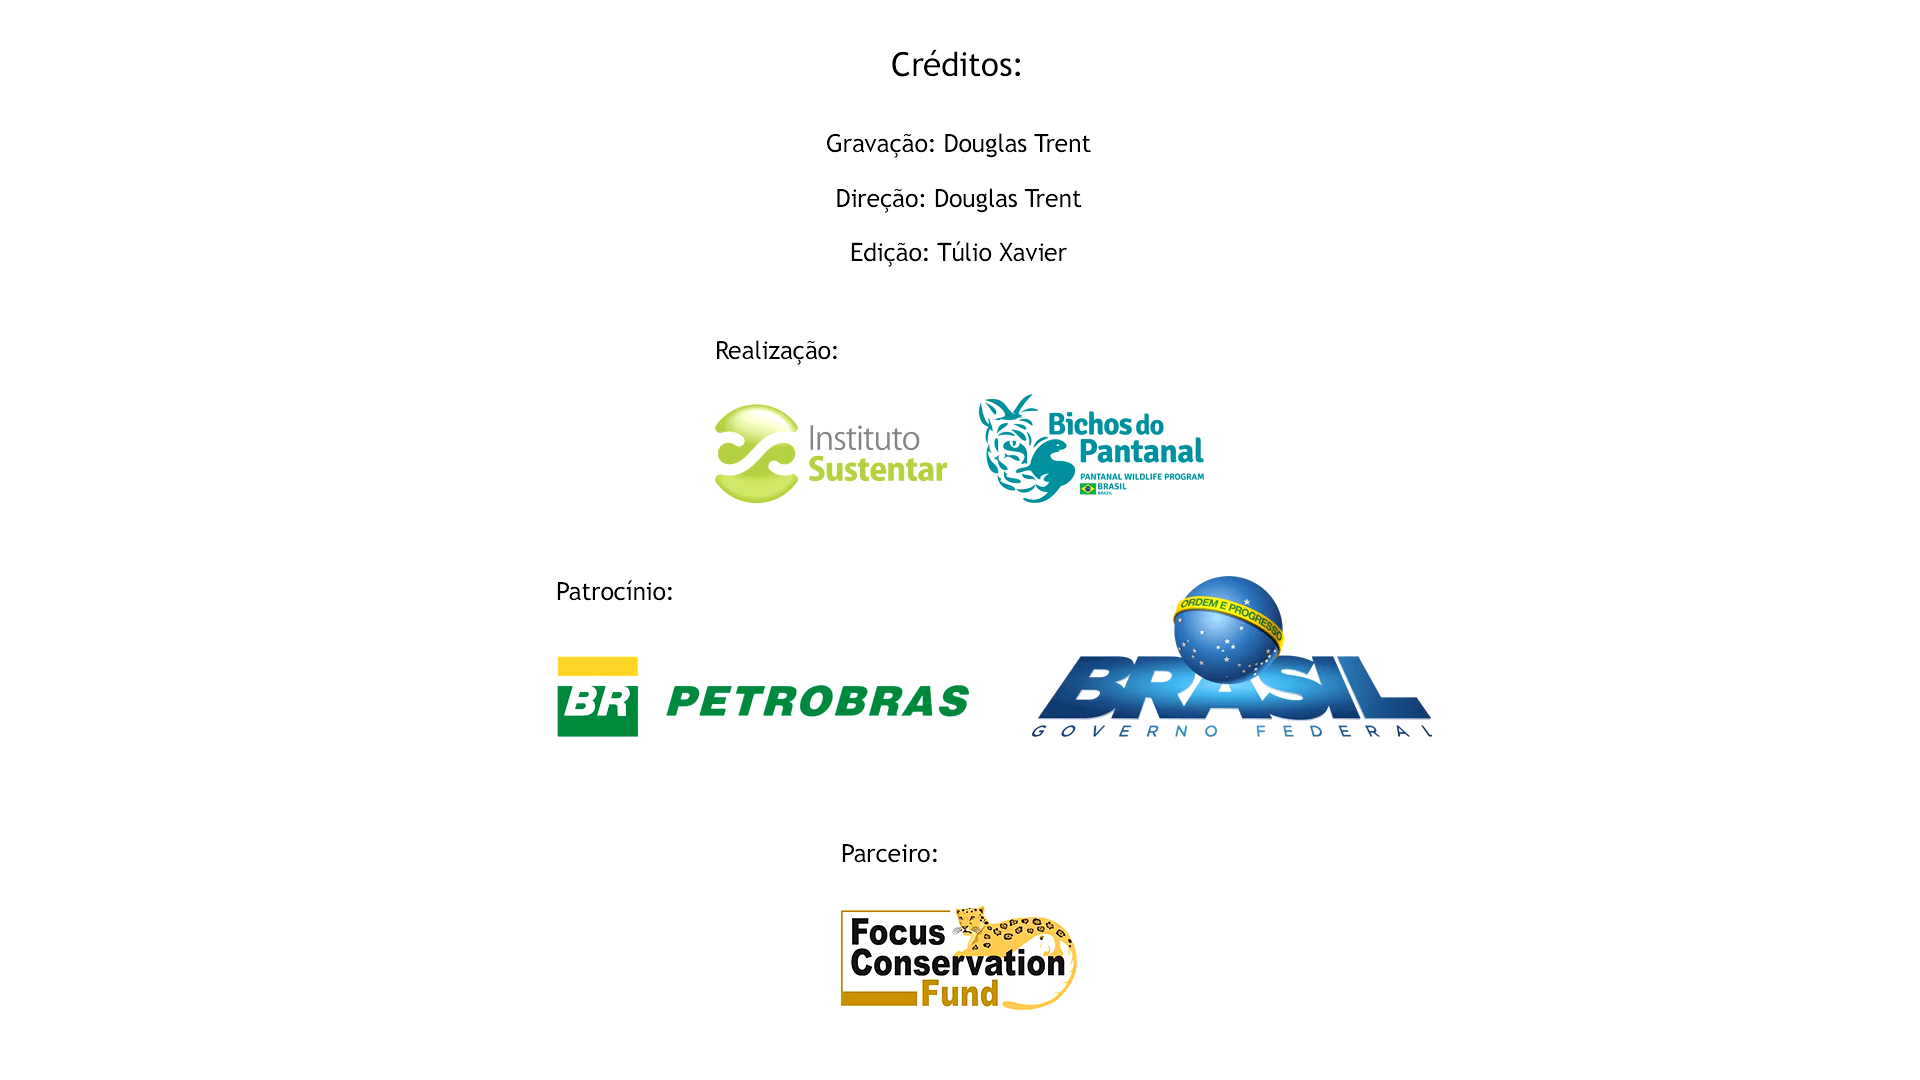 Créditos:
Gravação: Douglas Trent
Direção: Douglas Trent
Edição: Túlio Xavier
Realização:
Instituto
Sustentar
Bichos do
Pantanal
PANTANAL WILDLIFE PROGRAM
BRASIL
BRAZIL
Patrocínio:
BR PETROBRAS
ORDEM E PROGRESSO
BRASIL
GOVERNO FEDERAL
Parceiro:
Focus
Conservation
Fund